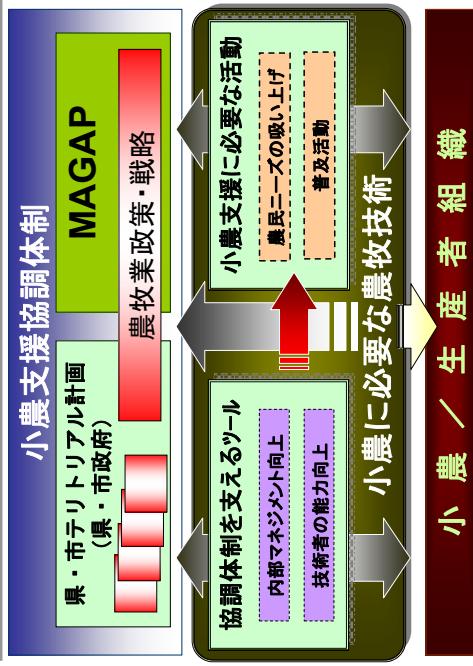 小農支援協調体制
県・市テリトリアル計画
（県・市政府）
MAGAP
農牧業政策・戦略
協調体制を支えるツール
内部マネジメント向上
技術者の能力向上
小農支援に必要な活動
農民ニーズの吸い上げ
普及活動
小農に必要な農牧技術
小農／生産者組織